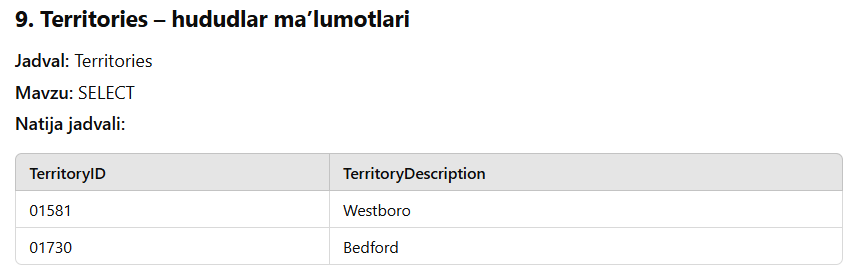 9. Territories – hududlar ma’lumotlari
Jadval: Territories
Mavzu: SELECT
Natija jadvali:
TerritoryID TerritoryDescription
01581 Westboro
01730 Bedford